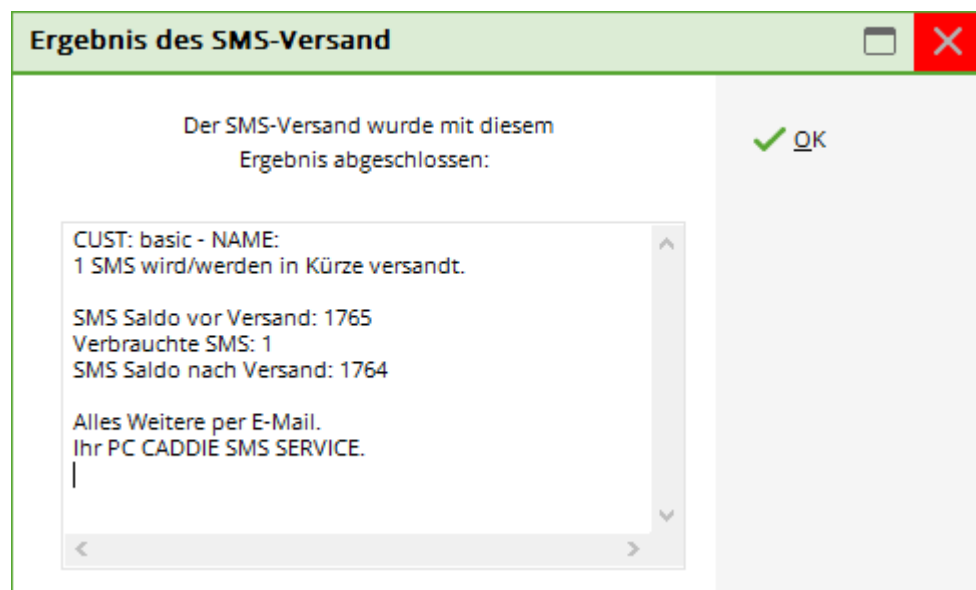 Ergebnis des SMS-Versand
Der SMS-Versand wurde mit diesem
Ergebnis abgeschlossen:
OK
CUST: basic - NAME:
1 SMS wird/werden in Kürze versandt.
SMS Saldo vor Versand: 1765
Verbrauchte SMS: 1
SMS Saldo nach Versand: 1764
Alles Weitere per E-Mail.
Ihr PC CADDIE SMS SERVICE.